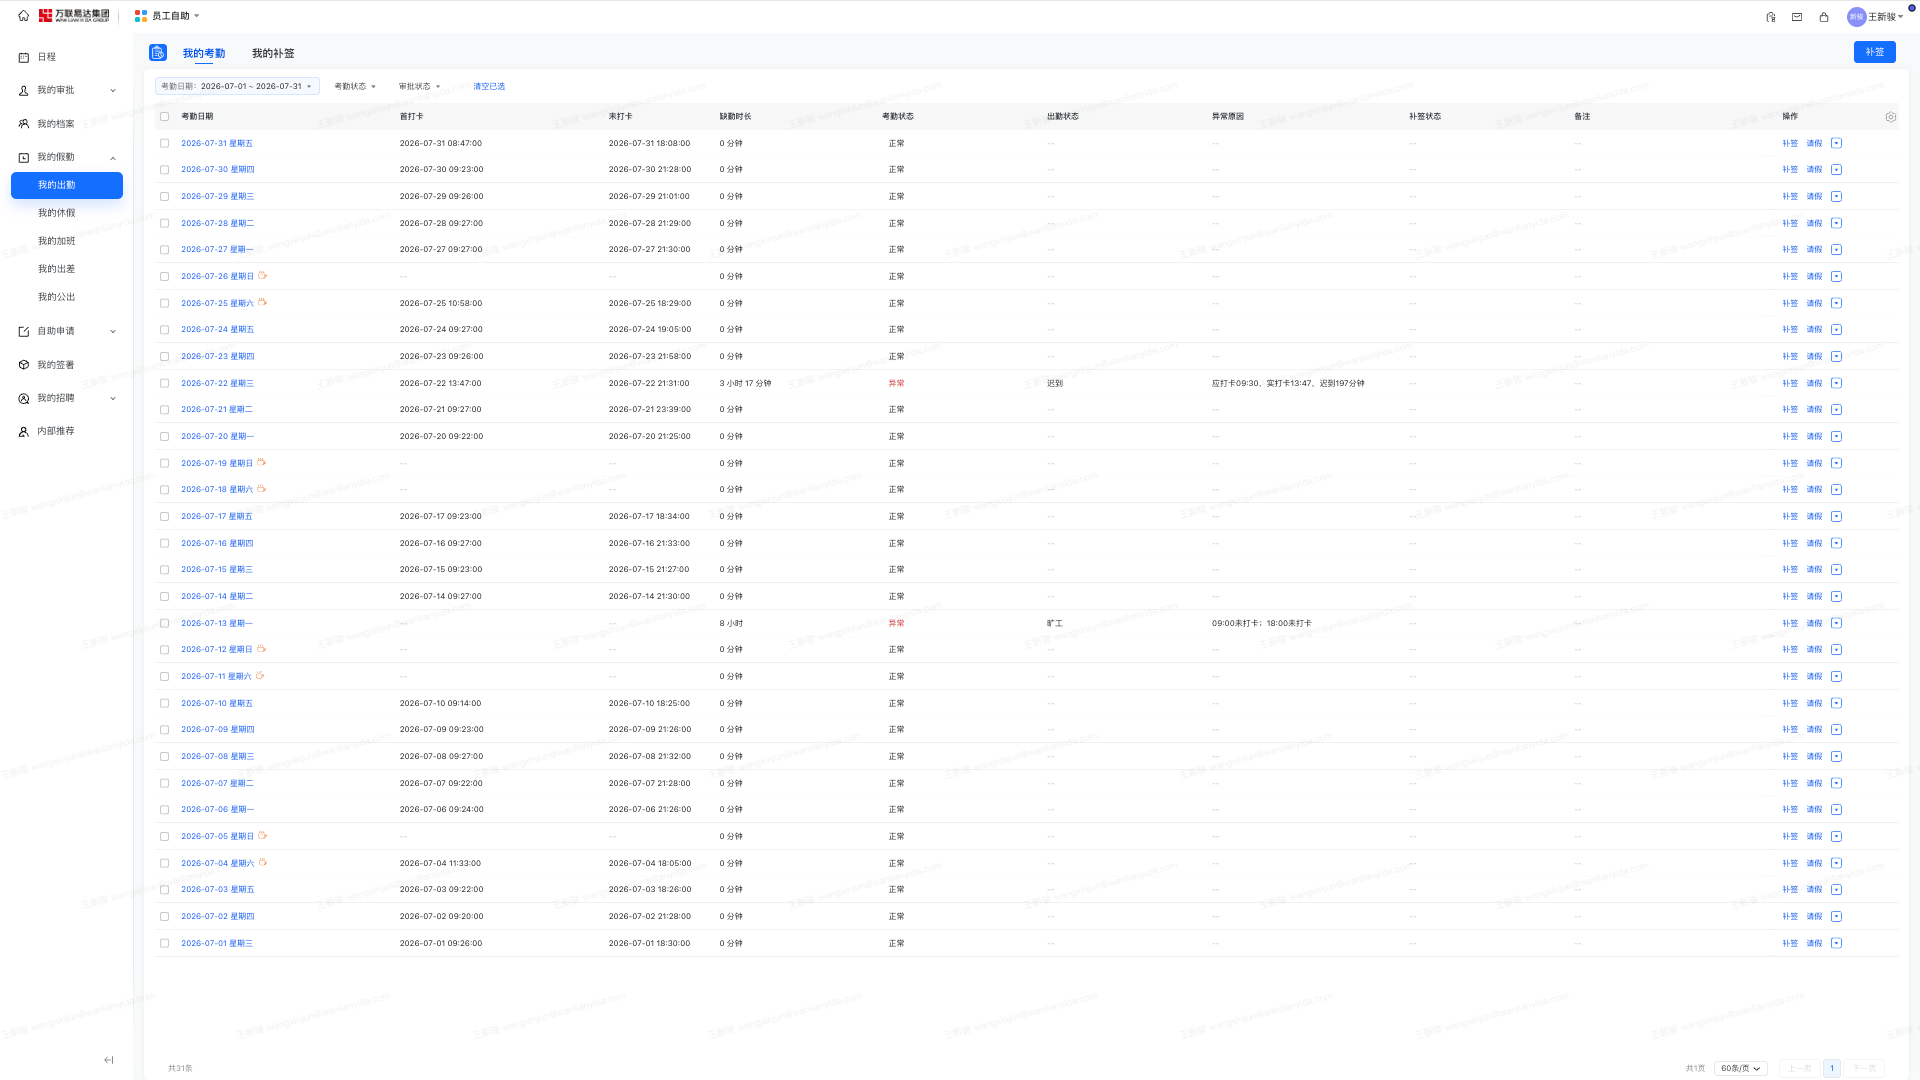 万联易达集团 员工自助 新骏 王新骏
WAN LIAN YI DA GROUP
日程
我的审批
我的档案
我的假勤
我的出勤
我的休假
我的加班
我的出差
我的公出
自助申请
我的签署
我的招聘
内部推荐
我的考勤 我的补签 补签
考勤日期: 2026-07-01 ~ 2026-07-31 考勤状态 审批状态 清空已选
考勤日期 首打卡 末打卡 缺勤时长 考勤状态 出勤状态 异常原因 补签状态 备注 操作
2026-07-31 星期五 2026-07-31 08:47:00 2026-07-31 18:08:00 0 分钟 正常 -- -- -- -- 补签 请假
2026-07-30 星期四 2026-07-30 09:23:00 2026-07-30 21:28:00 0 分钟 正常 -- -- -- -- 补签 请假
2026-07-29 星期三 2026-07-29 09:26:00 2026-07-29 21:01:00 0 分钟 正常 -- -- -- -- 补签 请假
2026-07-28 星期二 2026-07-28 09:27:00 2026-07-28 21:29:00 0 分钟 正常 -- -- -- -- 补签 请假
2026-07-27 星期一 2026-07-27 09:27:00 2026-07-27 21:30:00 0 分钟 正常 -- -- -- -- 补签 请假
2026-07-26 星期日 -- -- 0 分钟 正常 -- -- -- -- 补签 请假
2026-07-25 星期六 2026-07-25 10:58:00 2026-07-25 18:29:00 0 分钟 正常 -- -- -- -- 补签 请假
2026-07-24 星期五 2026-07-24 09:27:00 2026-07-24 19:05:00 0 分钟 正常 -- -- -- -- 补签 请假
2026-07-23 星期四 2026-07-23 09:26:00 2026-07-23 21:58:00 0 分钟 正常 -- -- -- -- 补签 请假
2026-07-22 星期三 2026-07-22 13:47:00 2026-07-22 21:31:00 3 小时 17 分钟 异常 迟到 应打卡09:30，实打卡13:47，迟到197分钟 -- -- 补签 请假
2026-07-21 星期二 2026-07-21 09:27:00 2026-07-21 23:39:00 0 分钟 正常 -- -- -- -- 补签 请假
2026-07-20 星期一 2026-07-20 09:22:00 2026-07-20 21:25:00 0 分钟 正常 -- -- -- -- 补签 请假
2026-07-19 星期日 -- -- 0 分钟 正常 -- -- -- -- 补签 请假
2026-07-18 星期六 -- -- 0 分钟 正常 -- -- -- -- 补签 请假
2026-07-17 星期五 2026-07-17 09:23:00 2026-07-17 18:34:00 0 分钟 正常 -- -- -- -- 补签 请假
2026-07-16 星期四 2026-07-16 09:27:00 2026-07-16 21:33:00 0 分钟 正常 -- -- -- -- 补签 请假
2026-07-15 星期三 2026-07-15 09:23:00 2026-07-15 21:27:00 0 分钟 正常 -- -- -- -- 补签 请假
2026-07-14 星期二 2026-07-14 09:27:00 2026-07-14 21:30:00 0 分钟 正常 -- -- -- -- 补签 请假
2026-07-13 星期一 -- -- 8 小时 异常 旷工 09:00未打卡；18:00未打卡 -- -- 补签 请假
2026-07-12 星期日 -- -- 0 分钟 正常 -- -- -- -- 补签 请假
2026-07-11 星期六 -- -- 0 分钟 正常 -- -- -- -- 补签 请假
2026-07-10 星期五 2026-07-10 09:14:00 2026-07-10 18:25:00 0 分钟 正常 -- -- -- -- 补签 请假
2026-07-09 星期四 2026-07-09 09:23:00 2026-07-09 21:26:00 0 分钟 正常 -- -- -- -- 补签 请假
2026-07-08 星期三 2026-07-08 09:27:00 2026-07-08 21:32:00 0 分钟 正常 -- -- -- -- 补签 请假
2026-07-07 星期二 2026-07-07 09:22:00 2026-07-07 21:28:00 0 分钟 正常 -- -- -- -- 补签 请假
2026-07-06 星期一 2026-07-06 09:24:00 2026-07-06 21:26:00 0 分钟 正常 -- -- -- -- 补签 请假
2026-07-05 星期日 -- -- 0 分钟 正常 -- -- -- -- 补签 请假
2026-07-04 星期六 2026-07-04 11:33:00 2026-07-04 18:05:00 0 分钟 正常 -- -- -- -- 补签 请假
2026-07-03 星期五 2026-07-03 09:22:00 2026-07-03 18:26:00 0 分钟 正常 -- -- -- -- 补签 请假
2026-07-02 星期四 2026-07-02 09:20:00 2026-07-02 21:28:00 0 分钟 正常 -- -- -- -- 补签 请假
2026-07-01 星期三 2026-07-01 09:26:00 2026-07-01 18:30:00 0 分钟 正常 -- -- -- -- 补签 请假
共31条 共1页 60条/页 上一页 1 下一页
王新骏 wangxinjun@wanlianyida.com